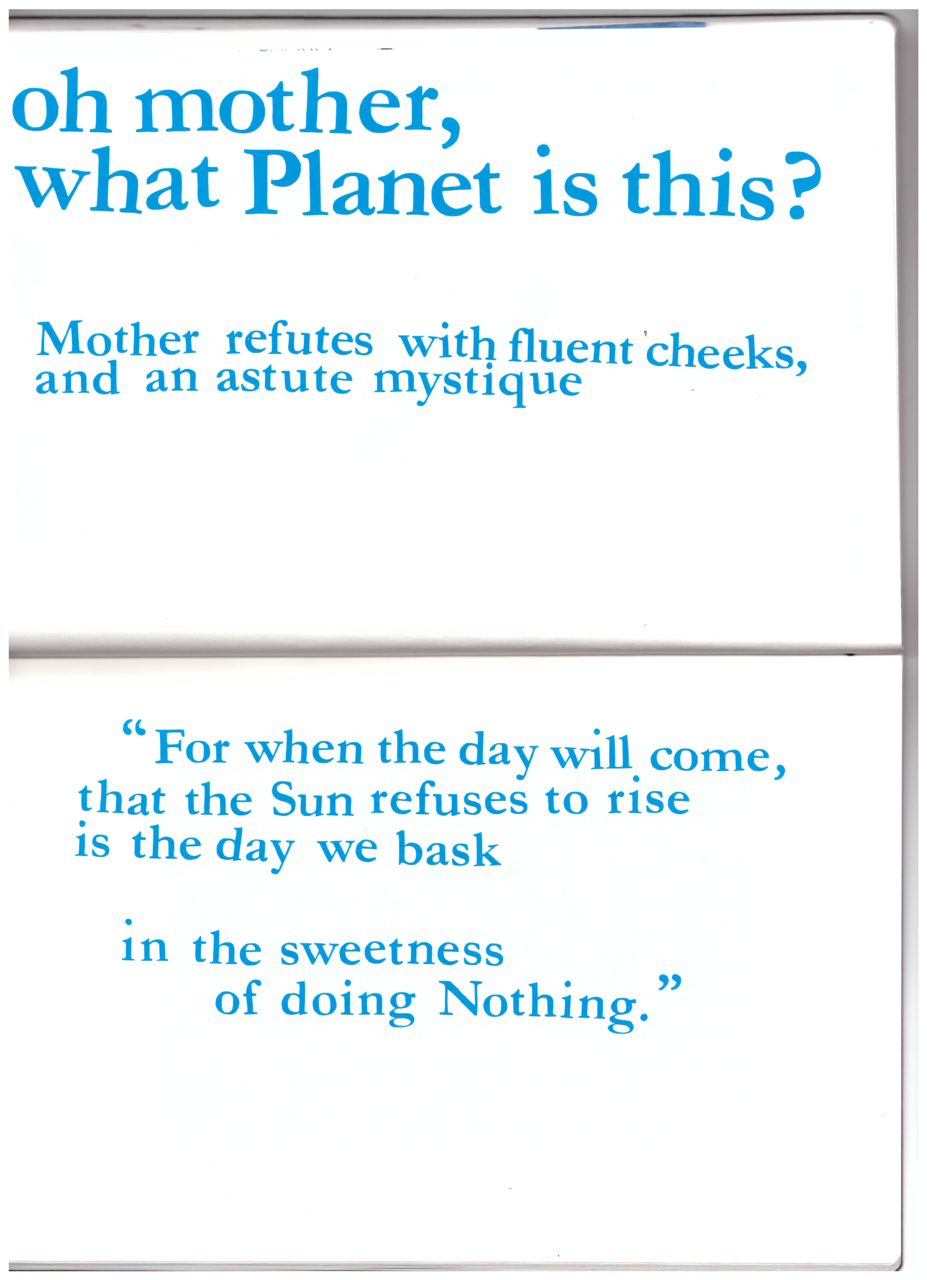 oh mother,
what Planet is this?
Mother refutes with fluent cheeks,
and an astute mystique
“For when the day will come,
that the Sun refuses to rise
is the day we bask
in the sweetness
of doing Nothing.”